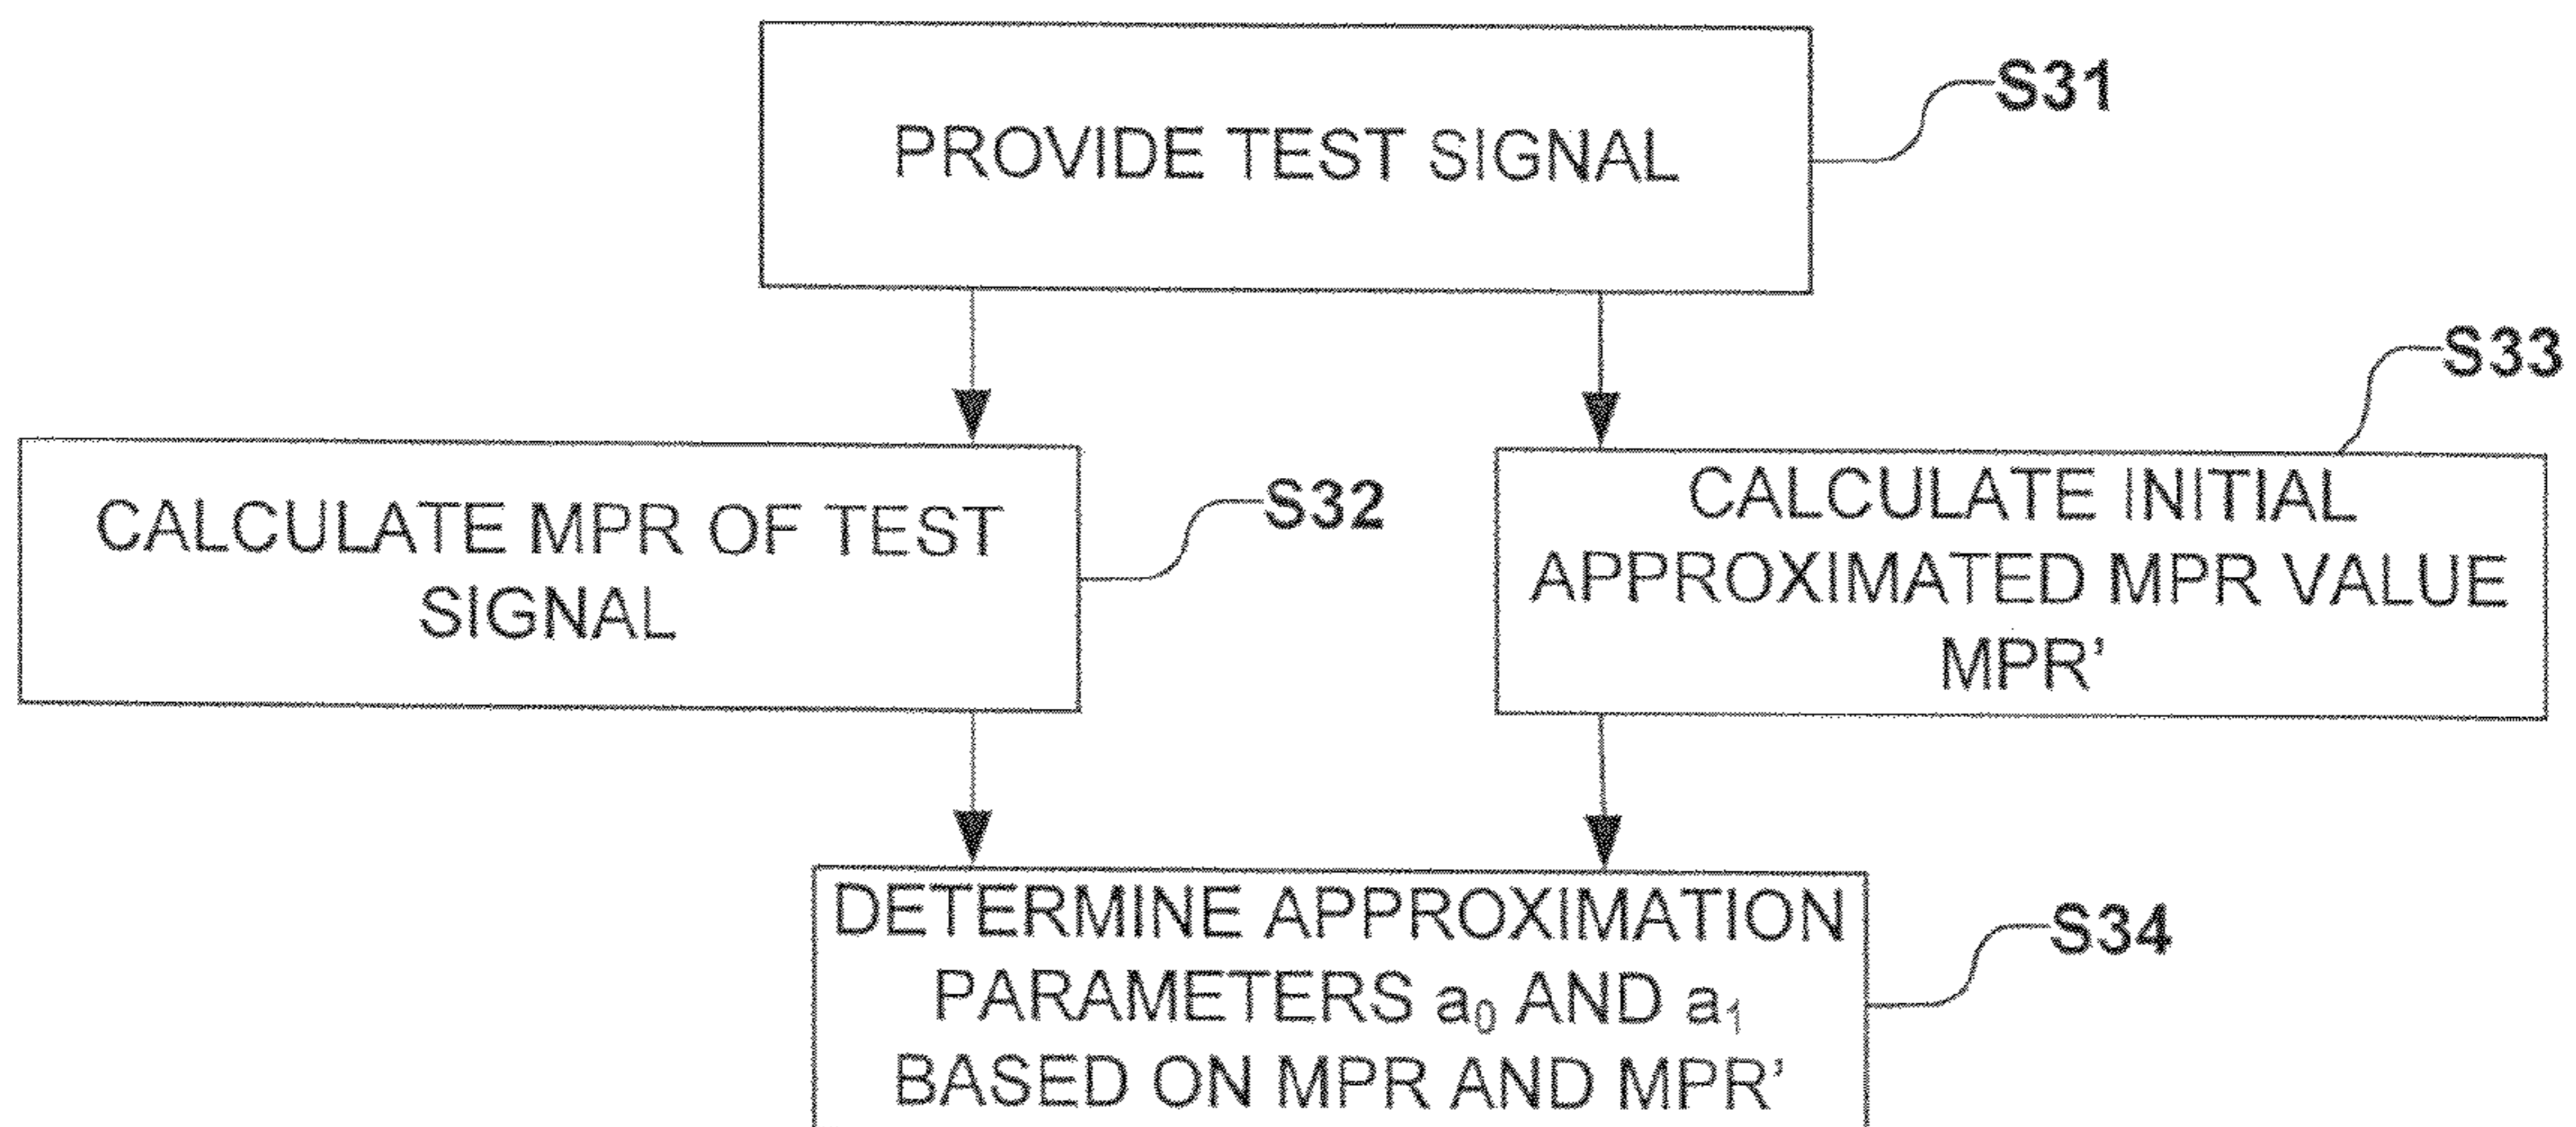 PROVIDE TEST SIGNAL
S31
CALCULATE MPR OF TEST
SIGNAL
S32
CALCULATE INITIAL
APPROXIMATED MPR VALUE
MPR’
S33
DETERMINE APPROXIMATION
PARAMETERS a₀ AND a₁
BASED ON MPR AND MPR’
S34